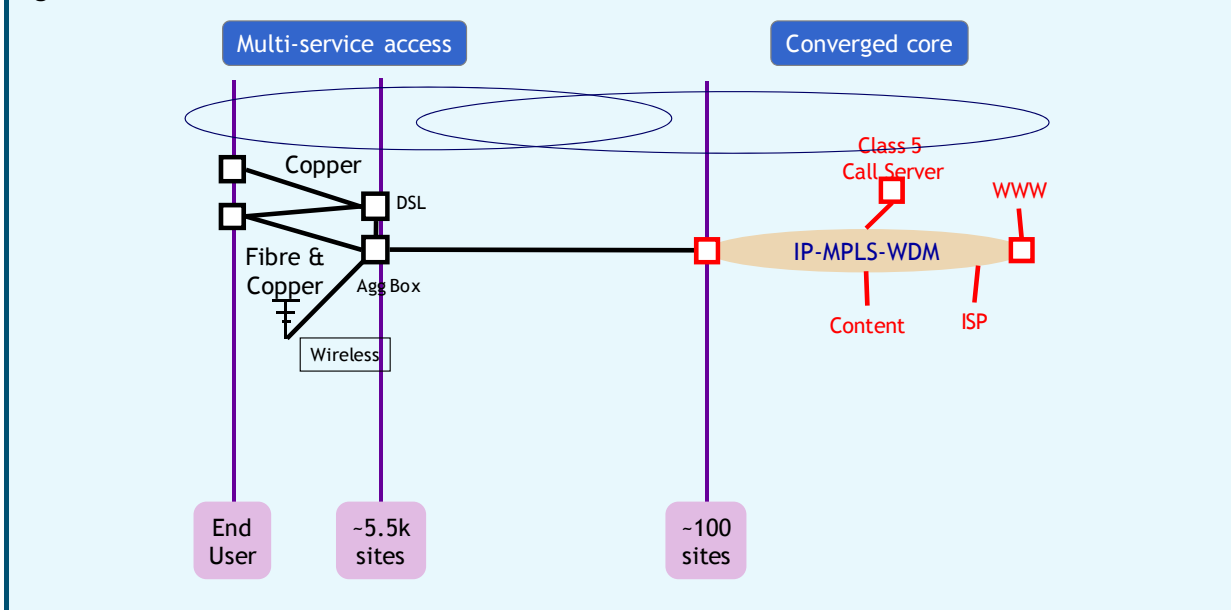 Multi-service access
Converged core
Copper
Class 5
Call Server
DSL
WWW
Fibre &
Copper
IP-MPLS-WDM
Agg Box
Content
ISP
Wireless
End
User
~5.5k
sites
~100
sites